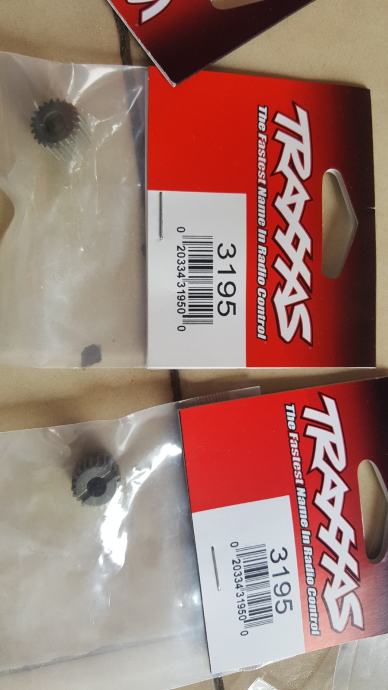 TRAXXAS
The Fastest Name In Radio Control
3195
0 20334 31950 0
TRAXXAS
The Fastest Name In Radio Control
3195
0 20334 31950 0